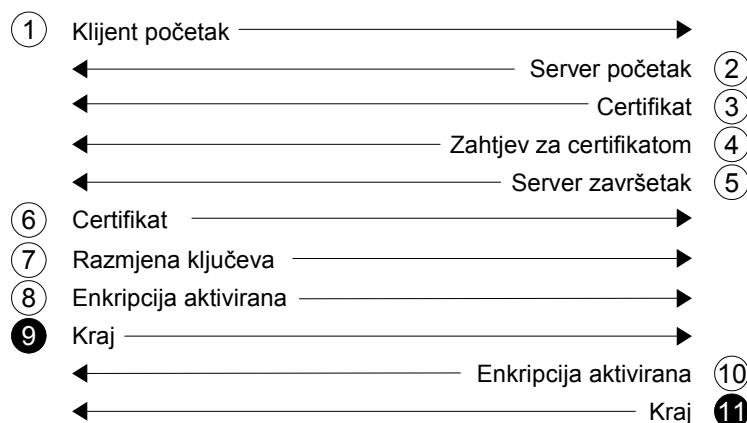 1 Klijent početak
Server početak 2
Certifikat 3
Zahtjev za certifikatom 4
Server završetak 5
6 Certifikat
7 Razmjena ključeva
8 Enkripcija aktivirana
9 Kraj
Enkripcija aktivirana 10
Kraj 11